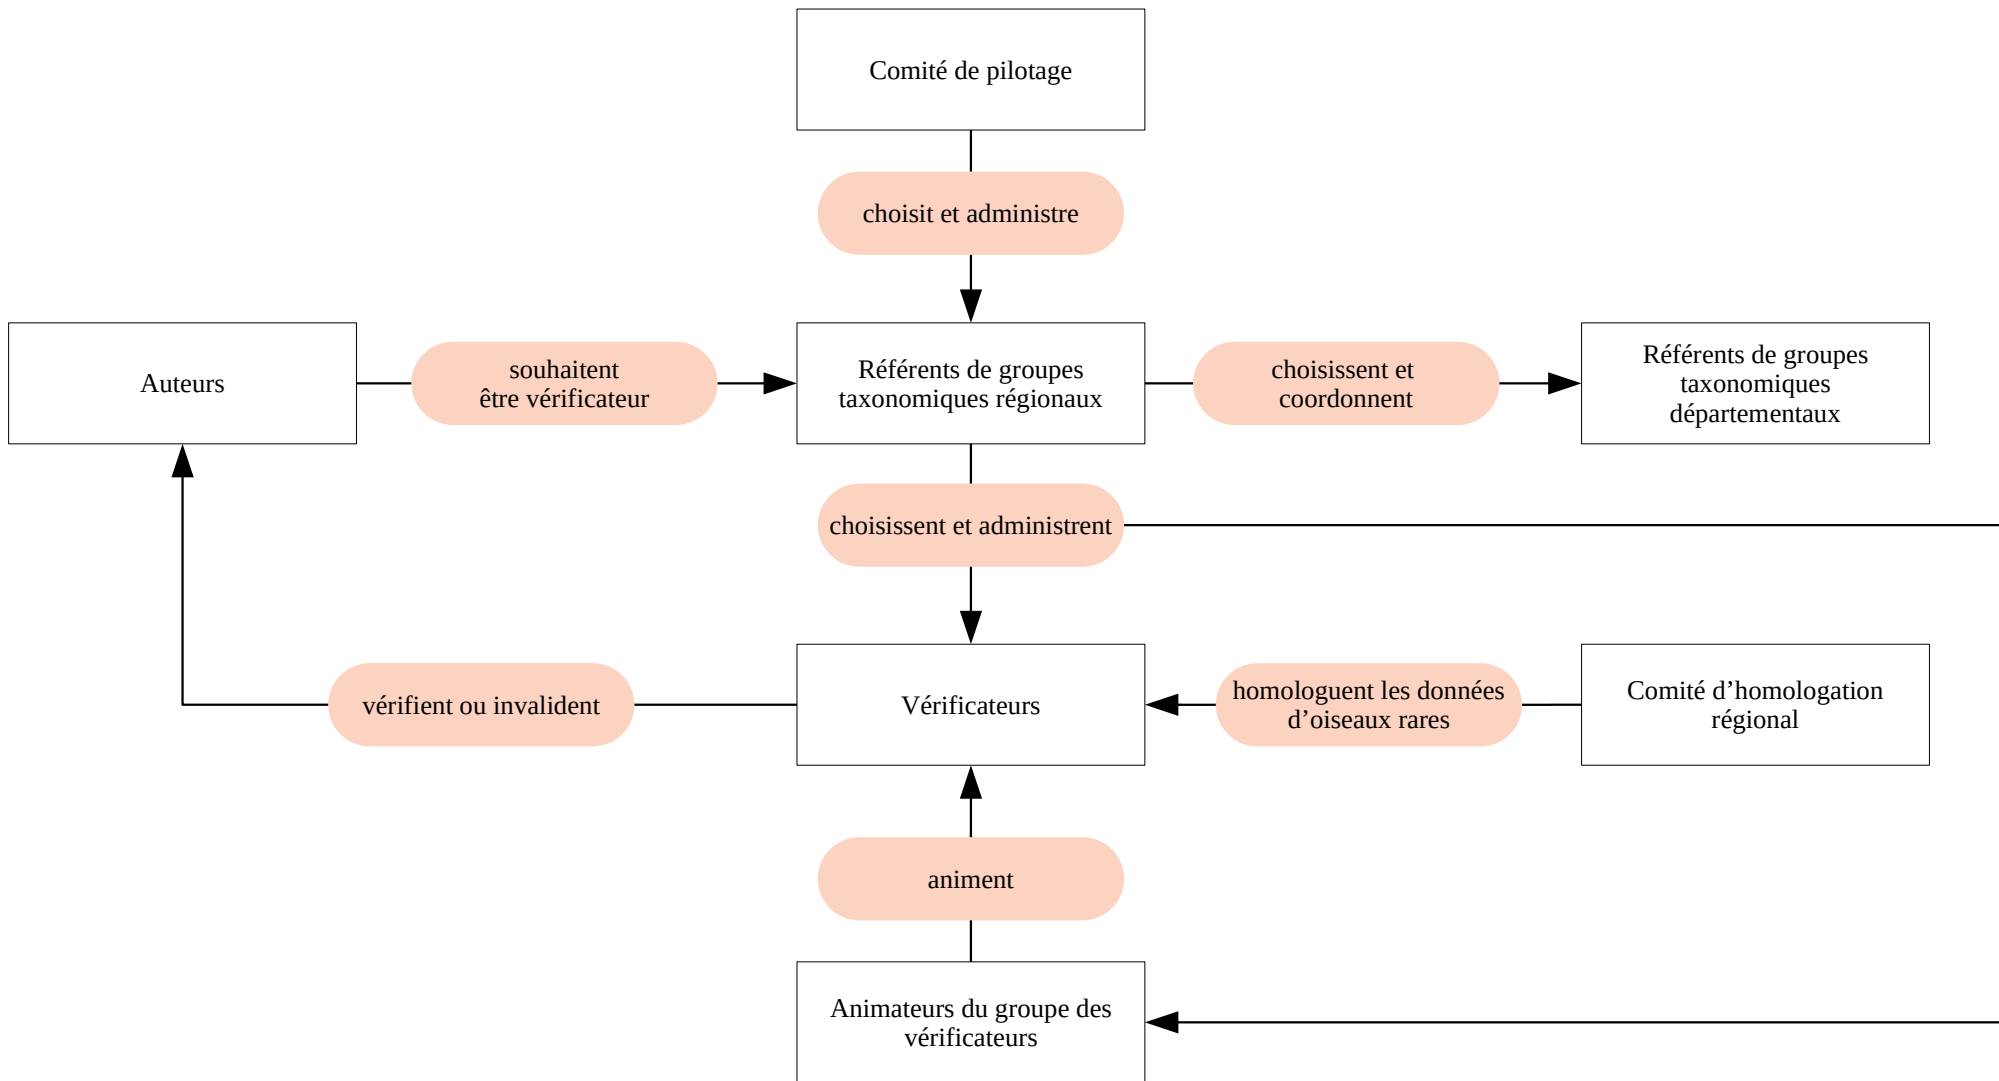 Comité de pilotage
choisit et administre
Auteurs
souhaitent
être vérificateur
Référents de groupes
taxonomiques régionaux
choisissent et
coordonnent
Référents de groupes
taxonomiques
départementaux
choisissent et administrent
vérifient ou invalident
Vérificateurs
homologuent les données
d’oiseaux rares
Comité d’homologation
régional
animent
Animateurs du groupe des
vérificateurs